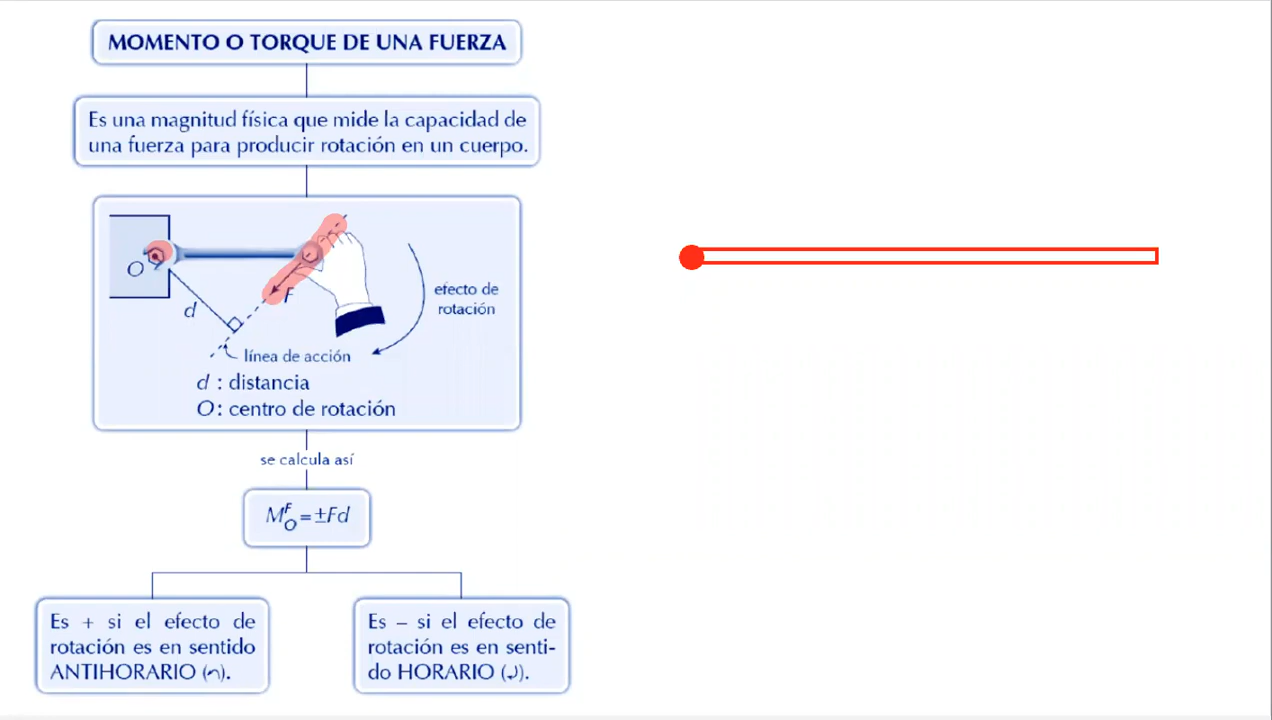 MOMENTO O TORQUE DE UNA FUERZA
Es una magnitud física que mide la capacidad de
una fuerza para producir rotación en un cuerpo.
O
F
d
efecto de
rotación
línea de acción
d : distancia
O: centro de rotación
se calcula así
M_O^F = ±Fd
Es + si el efecto de
rotación es en sentido
ANTIHORARIO (↶).
Es – si el efecto de
rotación es en senti-
do HORARIO (⤶).